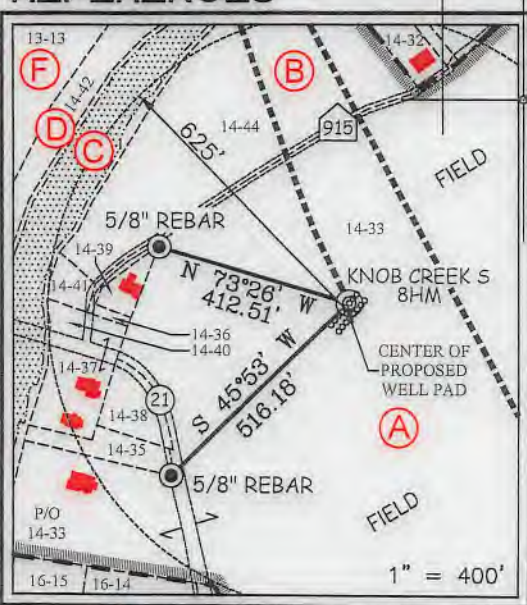 REFERENCES
13-13
F
14-42
D
C
B
14-32
625'
14-44
915
FIELD
5/8" REBAR
14-33
14-39
N 73°26' W
412.51'
KNOB CREEK S
8HM
14-41
14-36
14-40
CENTER OF
PROPOSED
WELL PAD
14-37
S 45°53' W
516.18'
21
14-38
A
14-35
5/8" REBAR
P/O
14-33
FIELD
16-15
16-14
1" = 400'